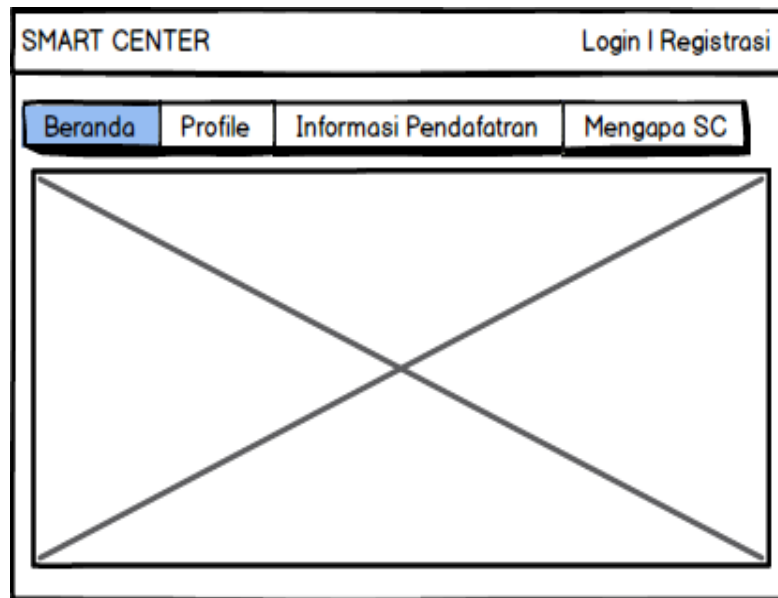 SMART CENTER Login | Registrasi
Beranda Profile Informasi Pendafatran Mengapa SC